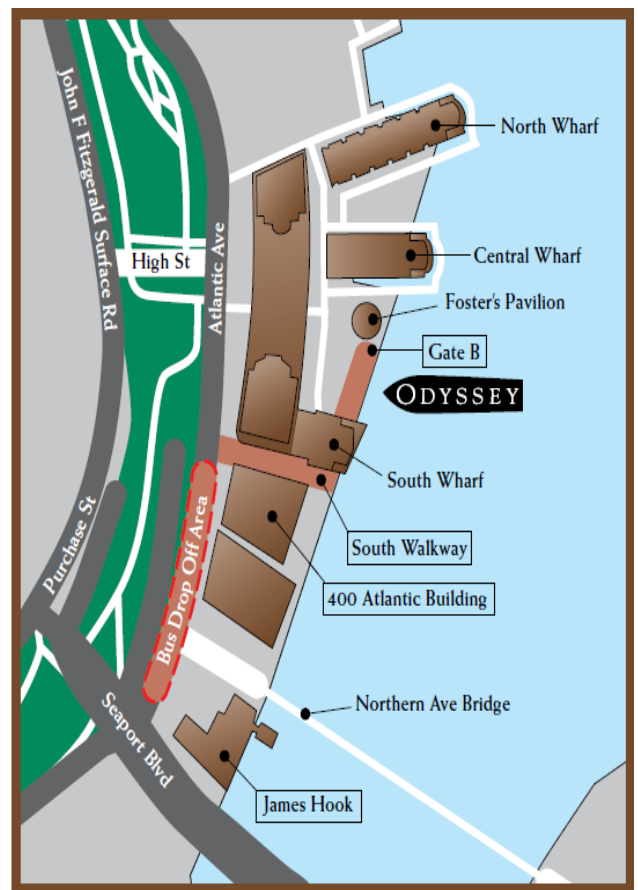 North Wharf
John F Fitzgerald Surface Rd
High St
Atlantic Ave
Central Wharf
Foster's Pavilion
Gate B
ODYSSEY
South Wharf
South Walkway
400 Atlantic Building
Bus Drop Off Area
Purchase St
Seaport Blvd
Northern Ave Bridge
James Hook